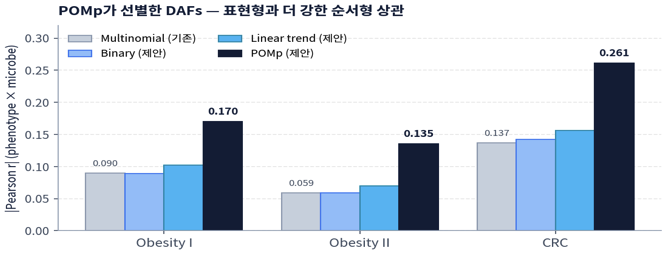 POMp가 선별한 DAFs — 표현형과 더 강한 순서형 상관
Multinomial (기존)
Linear trend (제안)
Binary (제안)
POMp (제안)
|Pearson r| (phenotype × microbe)
0.30
0.25
0.20
0.15
0.10
0.05
0.00
0.090
0.170
0.059
0.135
0.137
0.261
Obesity I
Obesity II
CRC